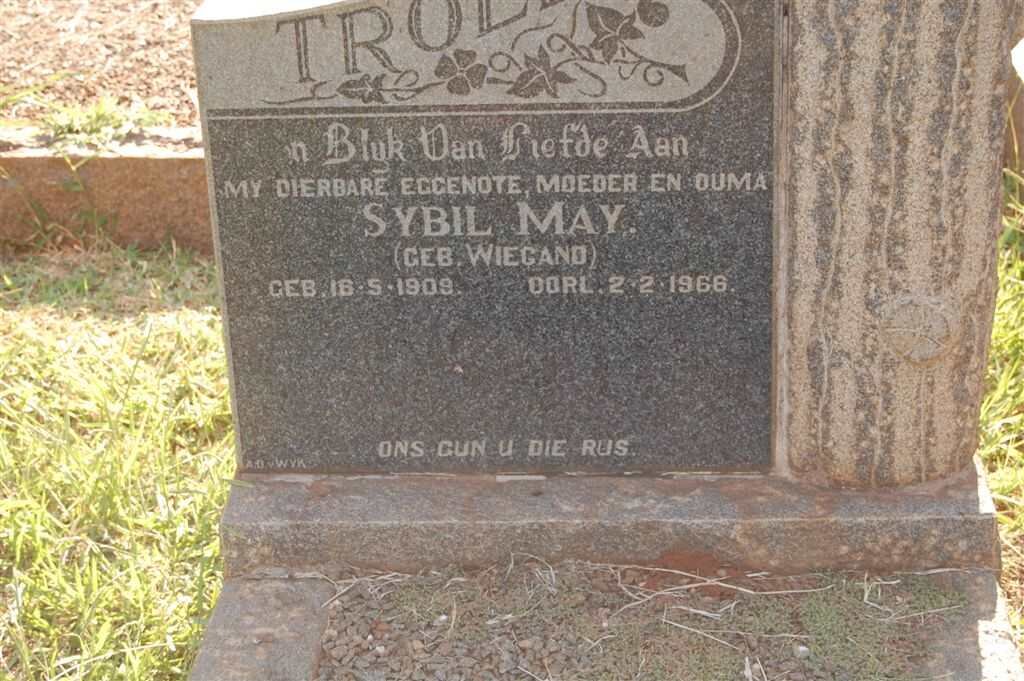 'n Blyk Van Liefde Aan
MY DIERBARE EGGENOTE, MOEDER EN OUMA
SYBIL MAY.
(GEB. WIEGAND)
GEB. 16-5-1909. OORL. 2-2-1966.
ONS GUN U DIE RUS.
A.D.v WYK